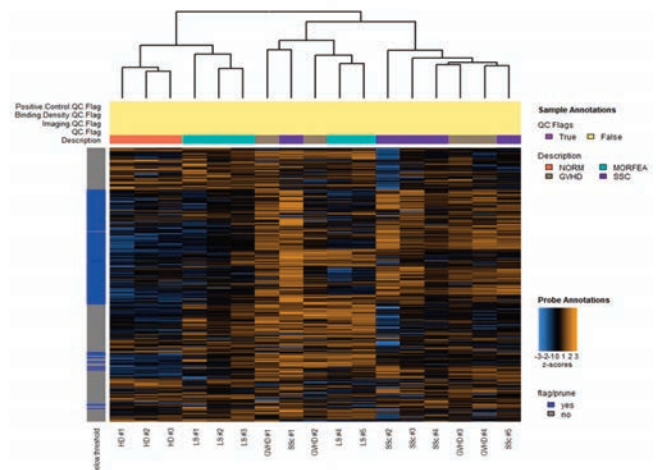 Positive.Control.QC.Flag
Binding.Density.QC.Flag
Imaging.QC.Flag
QC.Flag
Description
Sample Annotations
QC.Flags
True False
Description
NORM MORFEA
GVHD SSC
Probe Annotations
-3-2-10 1 2 3
z-scores
flag/prune
yes
no
elow.threshold
HD #1
HD #2
HD #3
LS #1
LS #2
LS #3
GVHD #1
SSc #1
GVHD #2
LS #4
LS #5
SSc #2
SSc #3
SSc #4
GVHD #3
GVHD #4
SSc #5